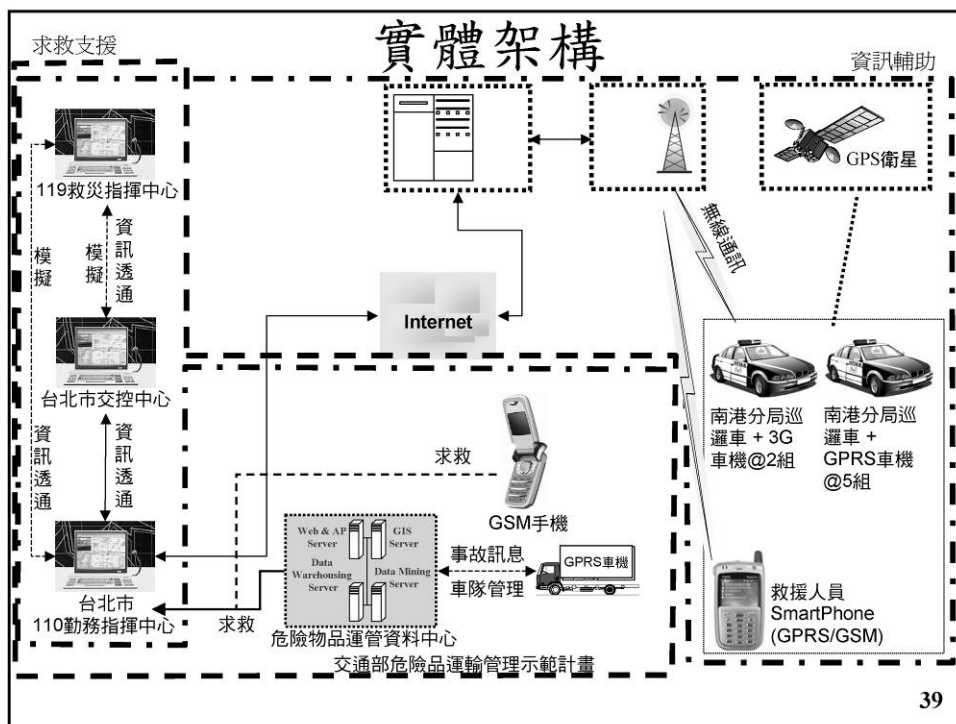 實體架構
求救支援
資訊輔助
119救災指揮中心
GPS衛星
無線通訊
模擬
模擬
資訊透通
Internet
台北市交控中心
資訊透通
資訊透通
南港分局巡
邏車 + 3G
車機@2組
南港分局巡
邏車 +
GPRS車機
@5組
求救
GSM手機
Web & AP
Server
GIS
Server
Data
Warehousing
Server
Data Mining
Server
事故訊息
車隊管理
GPRS車機
台北市
110勤務指揮中心
求救
危險物品運管資料中心
交通部危險品運輸管理示範計畫
救援人員
SmartPhone
(GPRS/GSM)
39